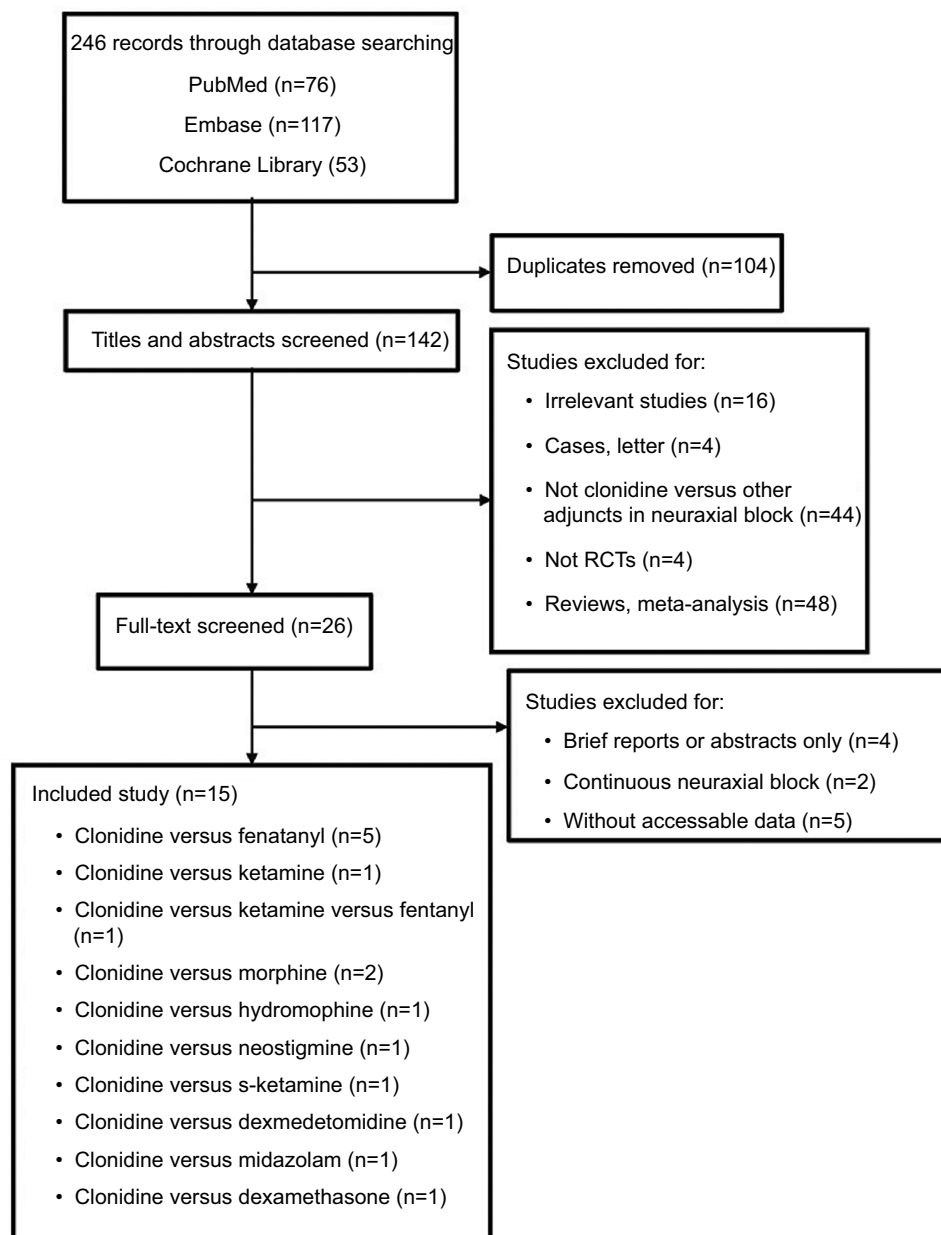 246 records through database searching
PubMed (n=76)
Embase (n=117)
Cochrane Library (53)
Duplicates removed (n=104)
Titles and abstracts screened (n=142)
Studies excluded for:
• Irrelevant studies (n=16)
• Cases, letter (n=4)
• Not clonidine versus other
adjuncts in neuraxial block (n=44)
• Not RCTs (n=4)
• Reviews, meta-analysis (n=48)
Full-text screened (n=26)
Studies excluded for:
• Brief reports or abstracts only (n=4)
• Continuous neuraxial block (n=2)
• Without accessable data (n=5)
Included study (n=15)
• Clonidine versus fenatanyl (n=5)
• Clonidine versus ketamine (n=1)
• Clonidine versus ketamine versus fentanyl
(n=1)
• Clonidine versus morphine (n=2)
• Clonidine versus hydromophine (n=1)
• Clonidine versus neostigmine (n=1)
• Clonidine versus s-ketamine (n=1)
• Clonidine versus dexmedetomidine (n=1)
• Clonidine versus midazolam (n=1)
• Clonidine versus dexamethasone (n=1)